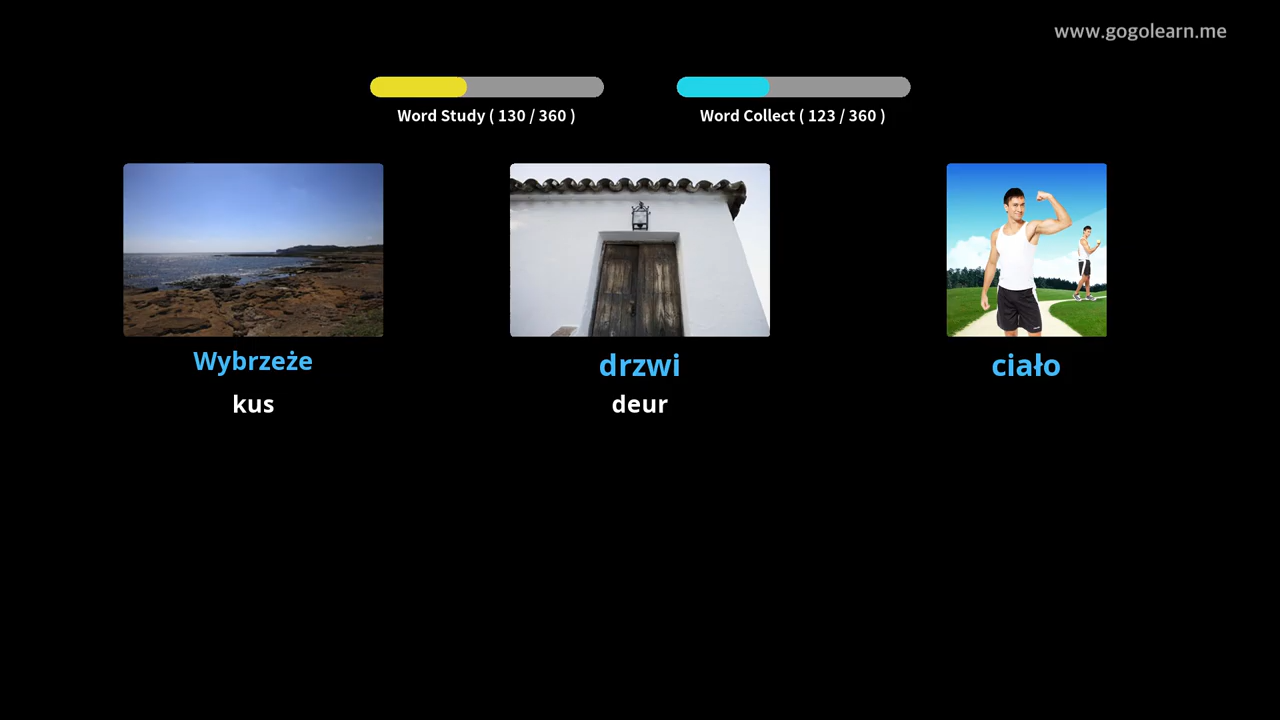 www.gogolearn.me
Word Study ( 130 / 360 )
Word Collect ( 123 / 360 )
Wybrzeże
drzwi
ciało
kus
deur